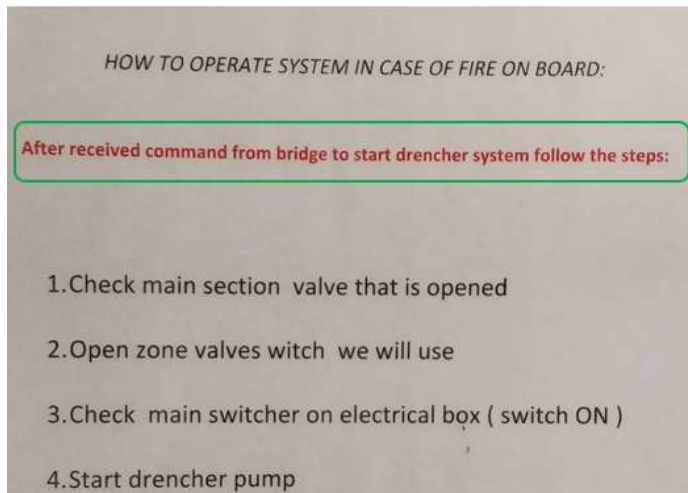 HOW TO OPERATE SYSTEM IN CASE OF FIRE ON BOARD:
After received command from bridge to start drencher system follow the steps:
1.Check main section valve that is opened
2.Open zone valves witch we will use
3.Check main switcher on electrical box ( switch ON )
4.Start drencher pump